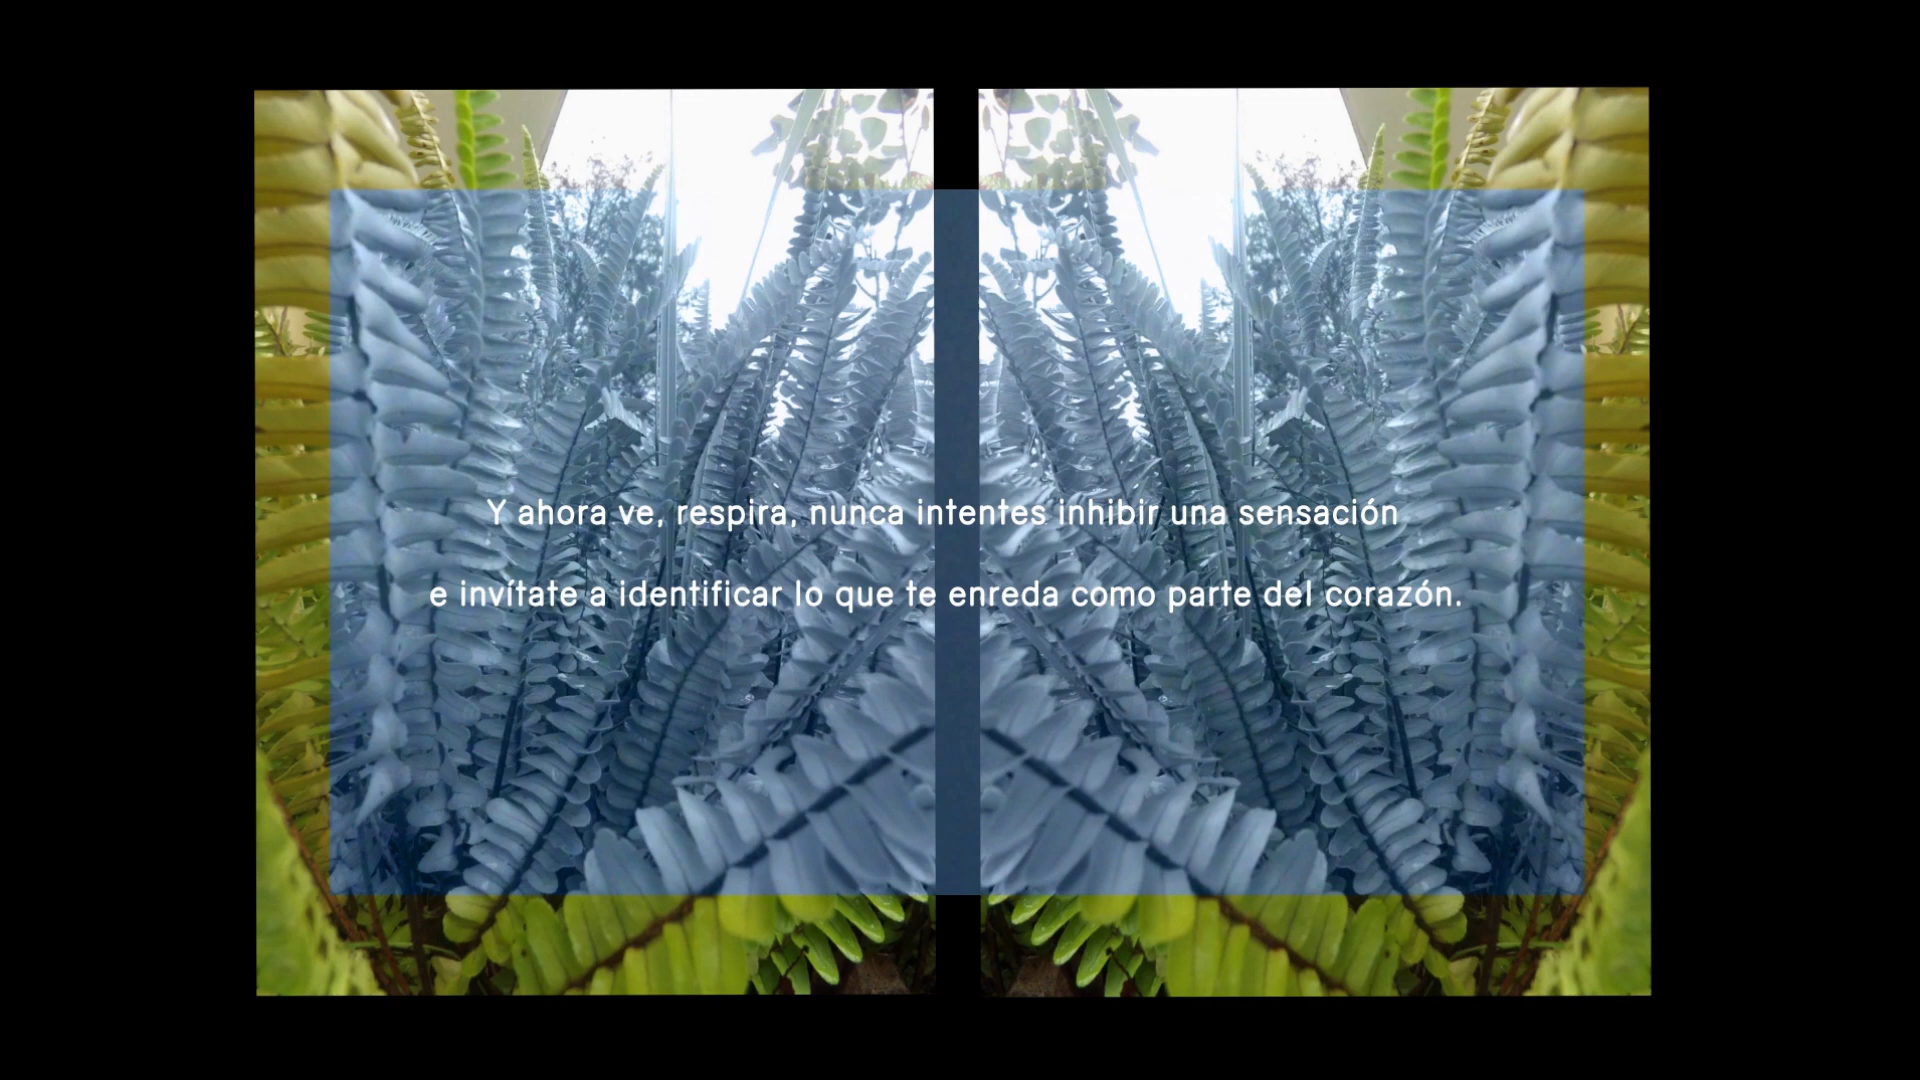 Y ahora ve, respira, nunca intentes inhibir una sensación
e invítate a identificar lo que te enreda como parte del corazón.